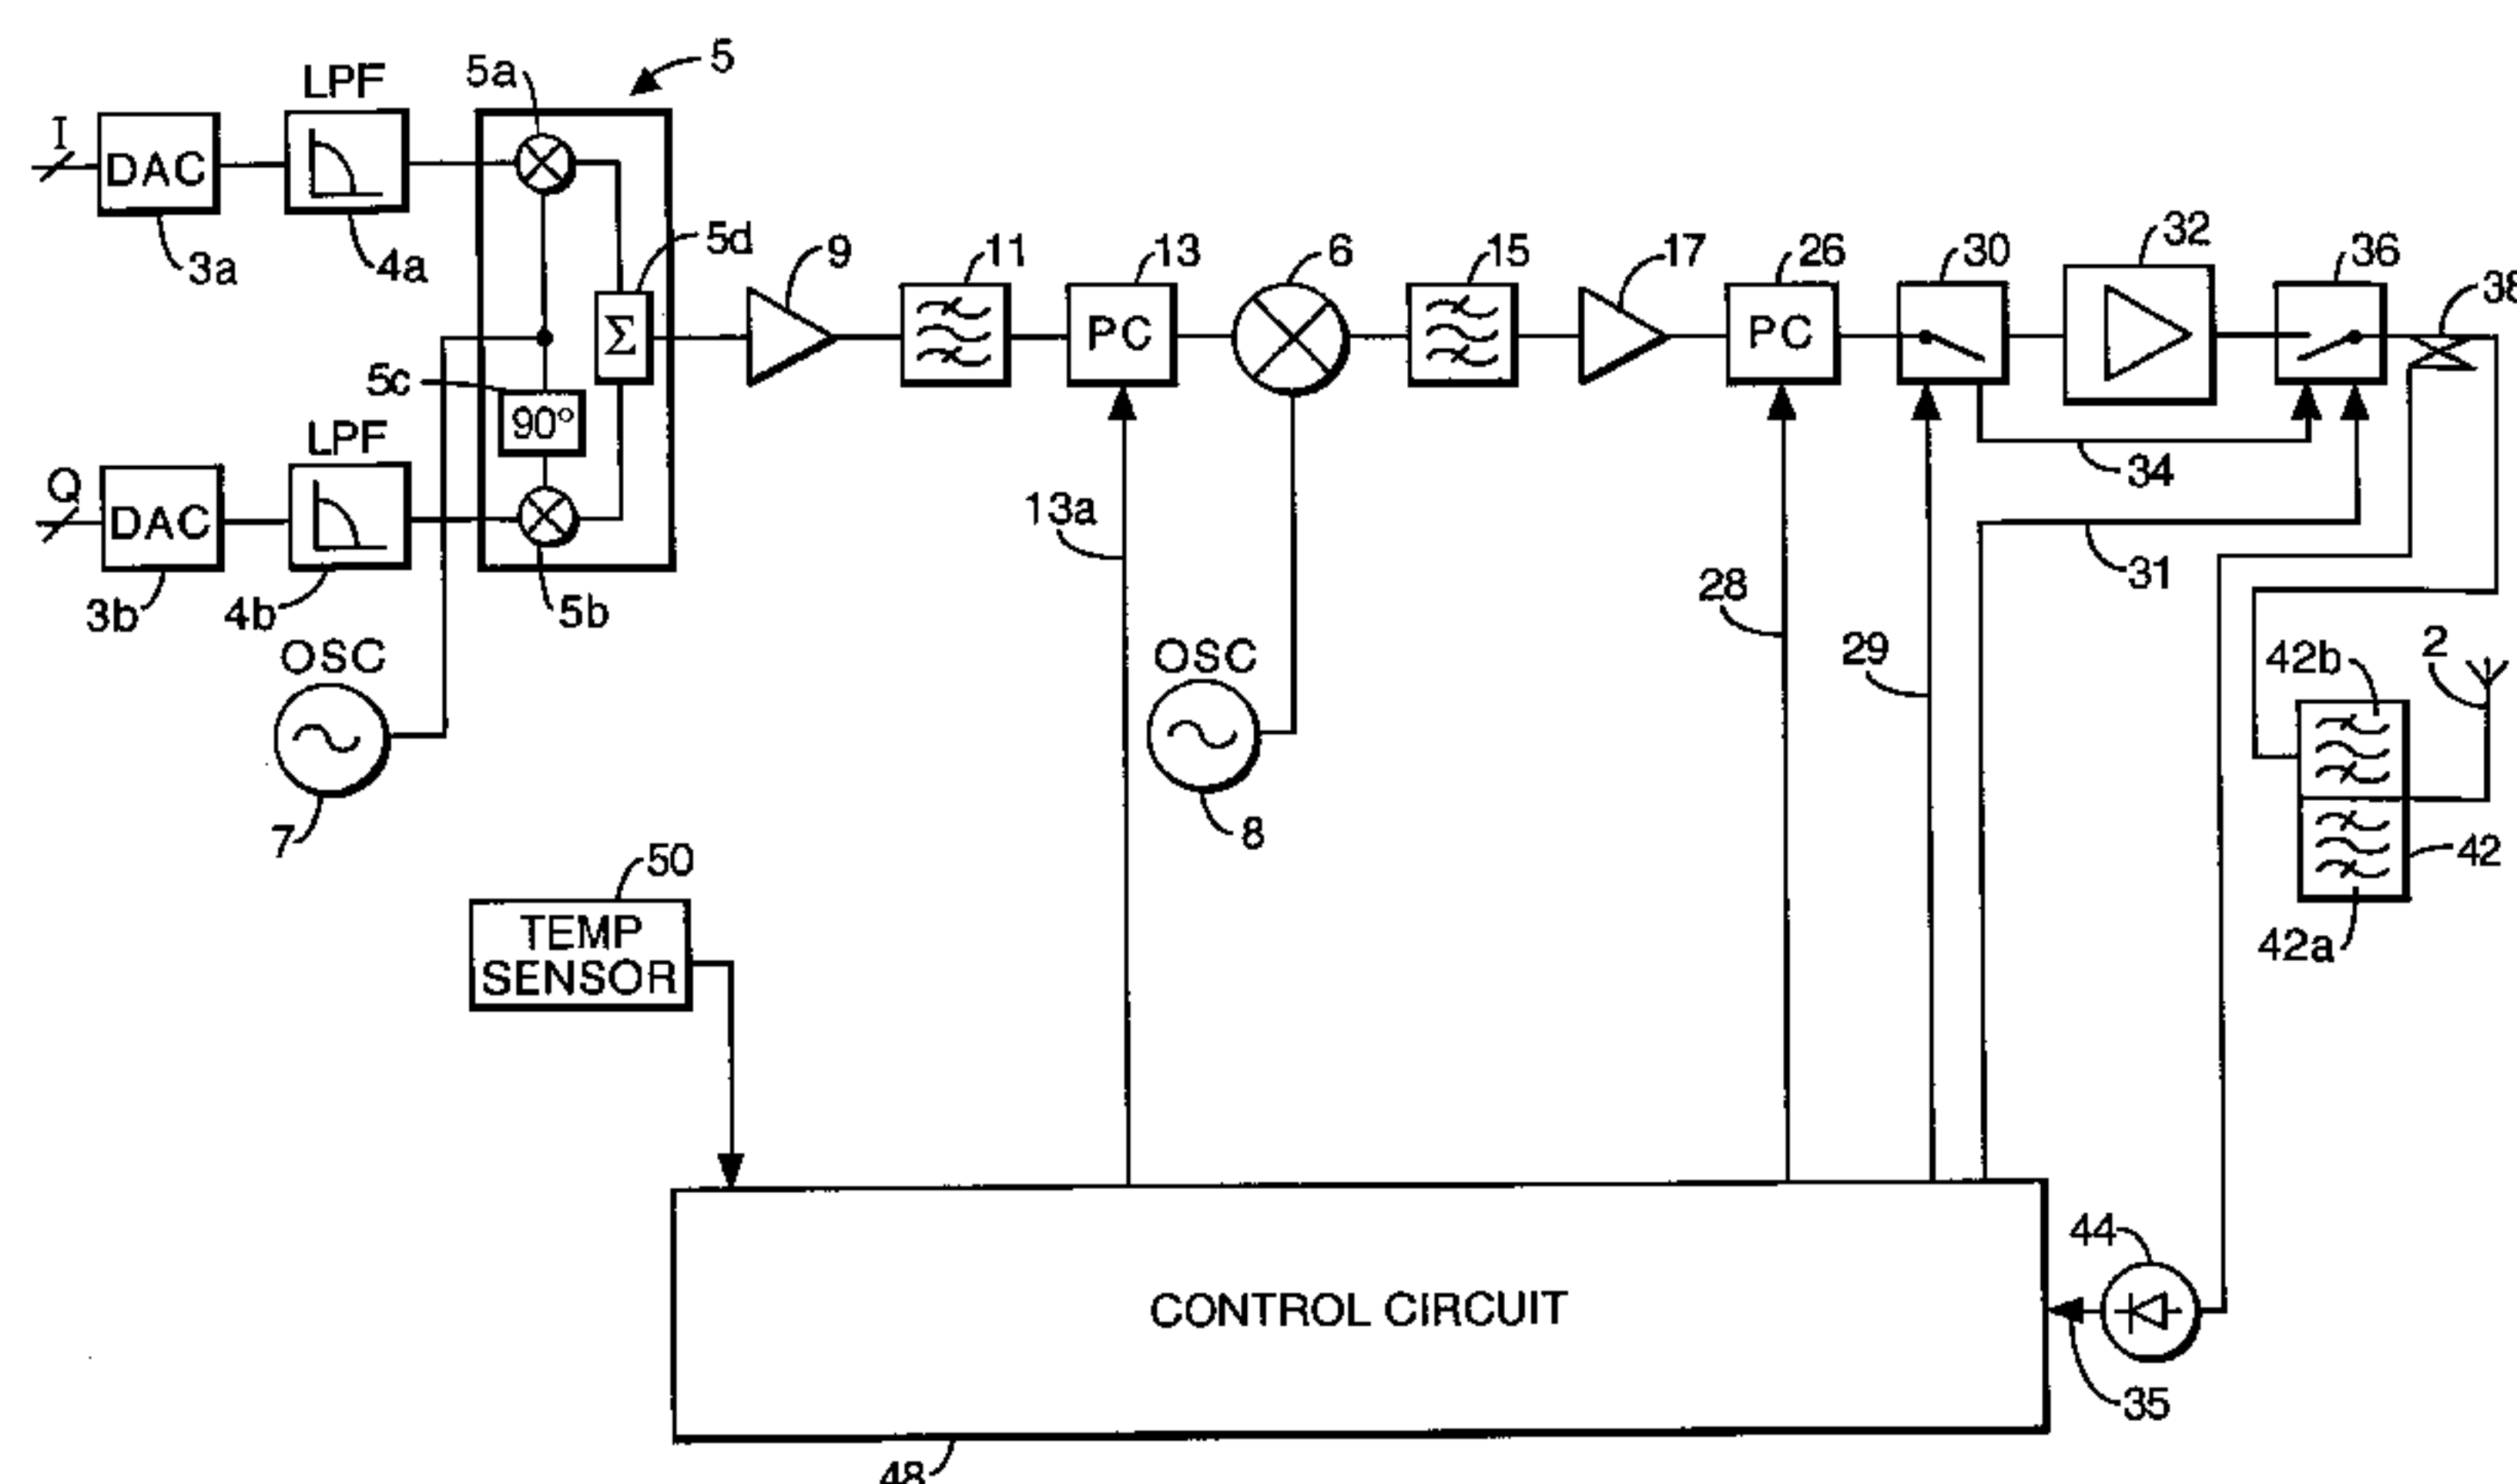 5
5a
LPF
I
DAC
3a
4a
5d
Σ
5c
90°
LPF
Q
DAC
3b
4b
5b
OSC
7
9
11
13
PC
6
15
17
26
PC
30
32
36
38
34
31
13a
28
29
OSC
8
42b
2
42
42a
50
TEMP
SENSOR
CONTROL CIRCUIT
44
35
48